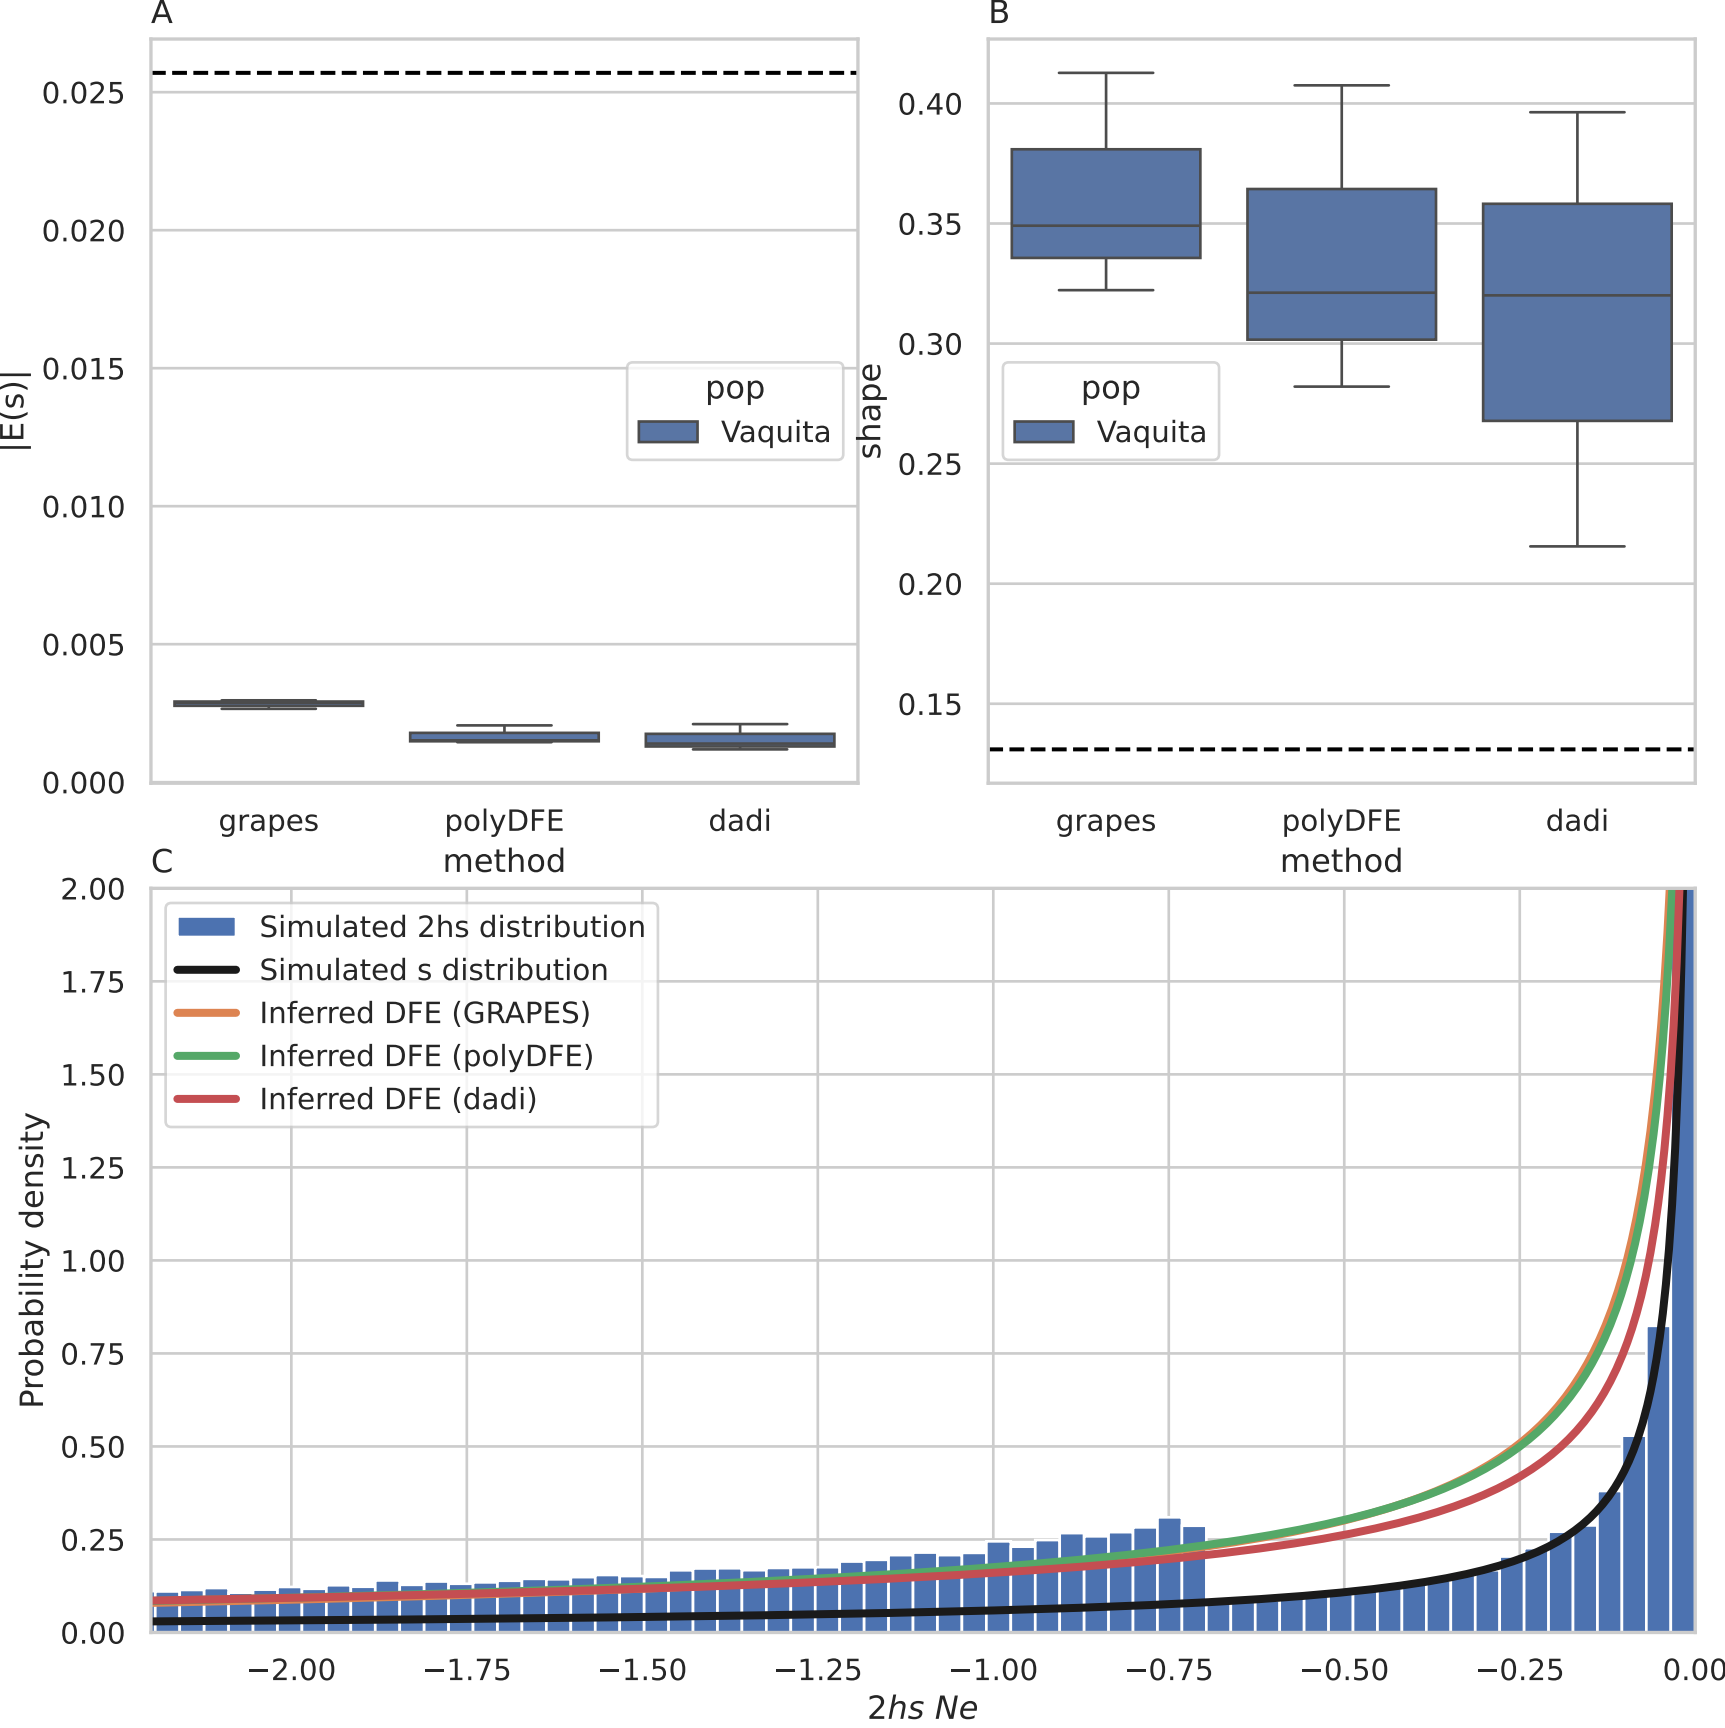 A
0.025
0.020
0.015
0.010
0.005
0.000
|E(s)|
pop
Vaquita
grapes
polyDFE
dadi
method
B
0.40
0.35
0.30
0.25
0.20
0.15
shape
pop
Vaquita
grapes
polyDFE
dadi
method
C
2.00
1.75
1.50
1.25
1.00
0.75
0.50
0.25
0.00
Probability density
Simulated 2hs distribution
Simulated s distribution
Inferred DFE (GRAPES)
Inferred DFE (polyDFE)
Inferred DFE (dadi)
−2.00
−1.75
−1.50
−1.25
−1.00
−0.75
−0.50
−0.25
0.00
2hs Ne